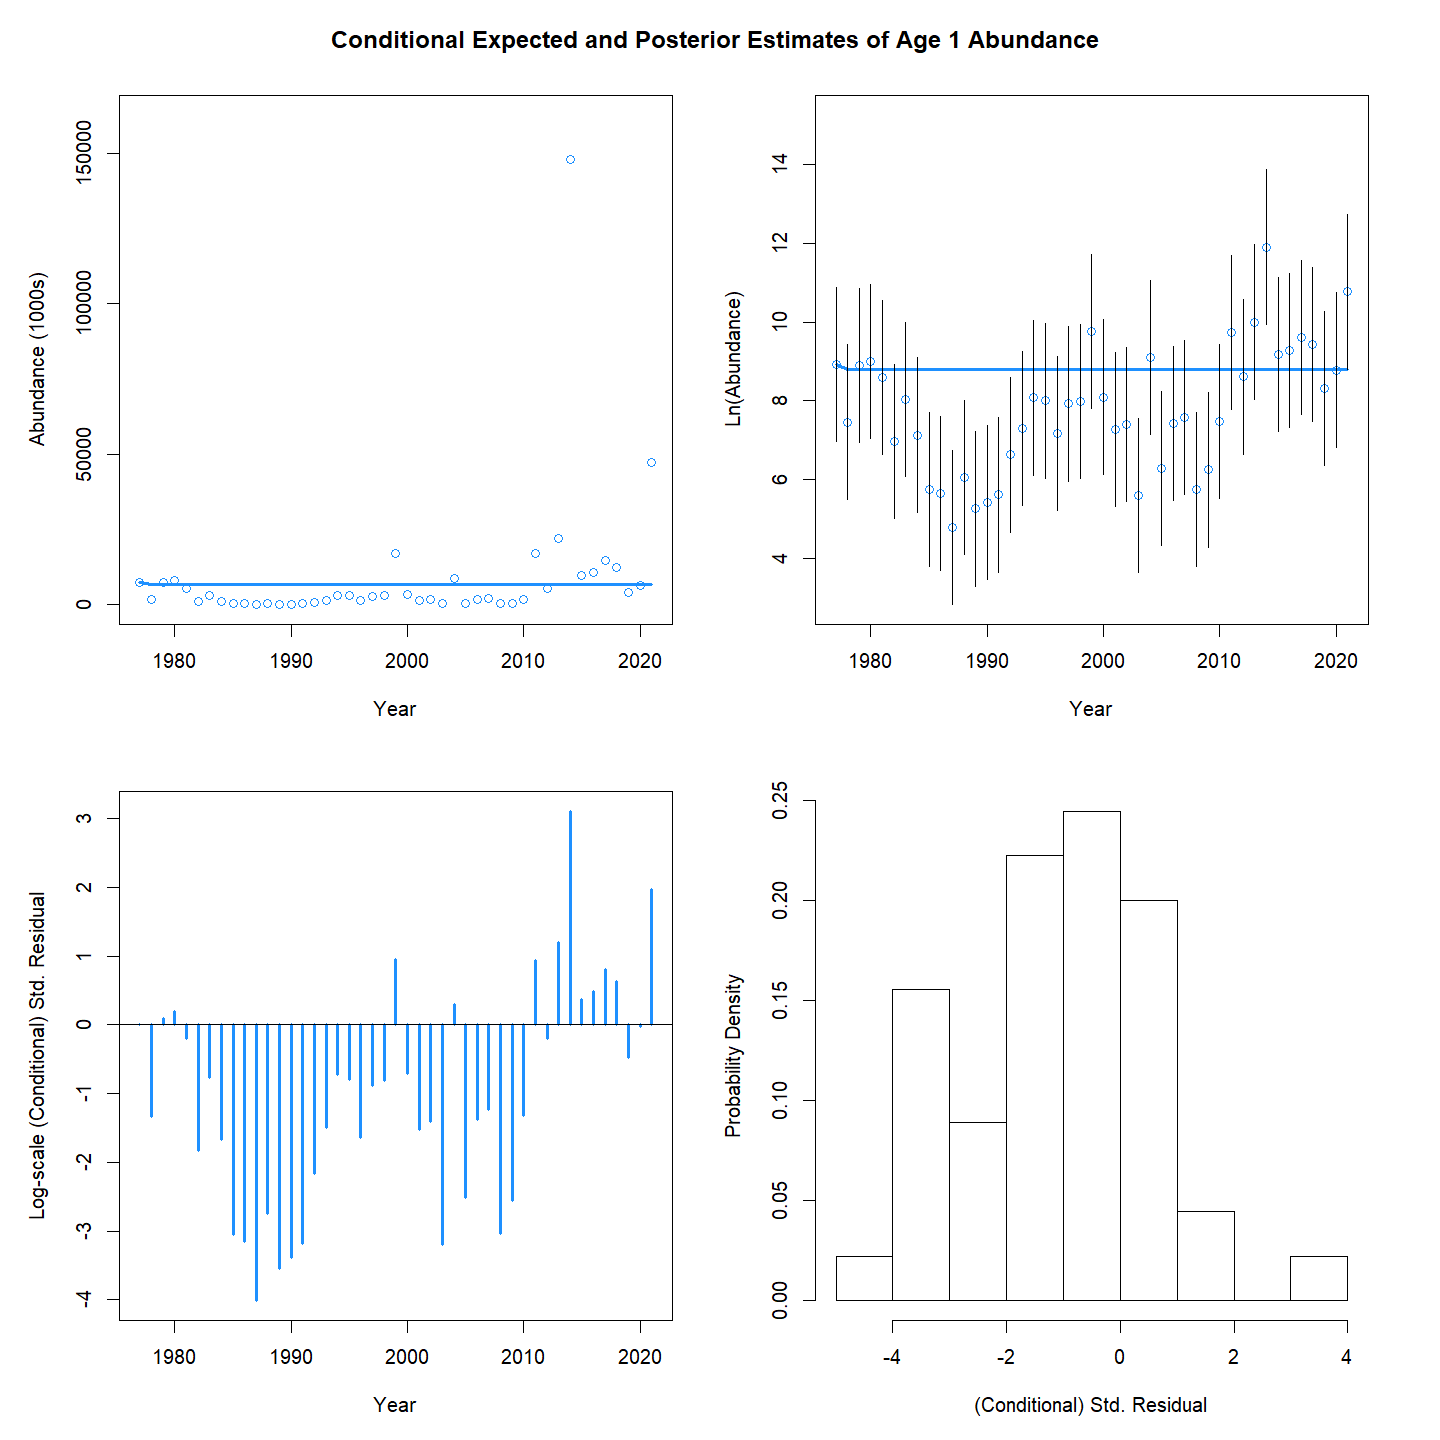 Conditional Expected and Posterior Estimates of Age 1 Abundance
Abundance (1000s)
150000
100000
50000
0
1980 1990 2000 2010 2020
Year
Ln(Abundance)
14
12
10
8
6
4
1980 1990 2000 2010 2020
Year
Log-scale (Conditional) Std. Residual
3
2
1
0
-1
-2
-3
-4
1980 1990 2000 2010 2020
Year
Probability Density
0.25
0.20
0.15
0.10
0.05
0.00
-4 -2 0 2 4
(Conditional) Std. Residual